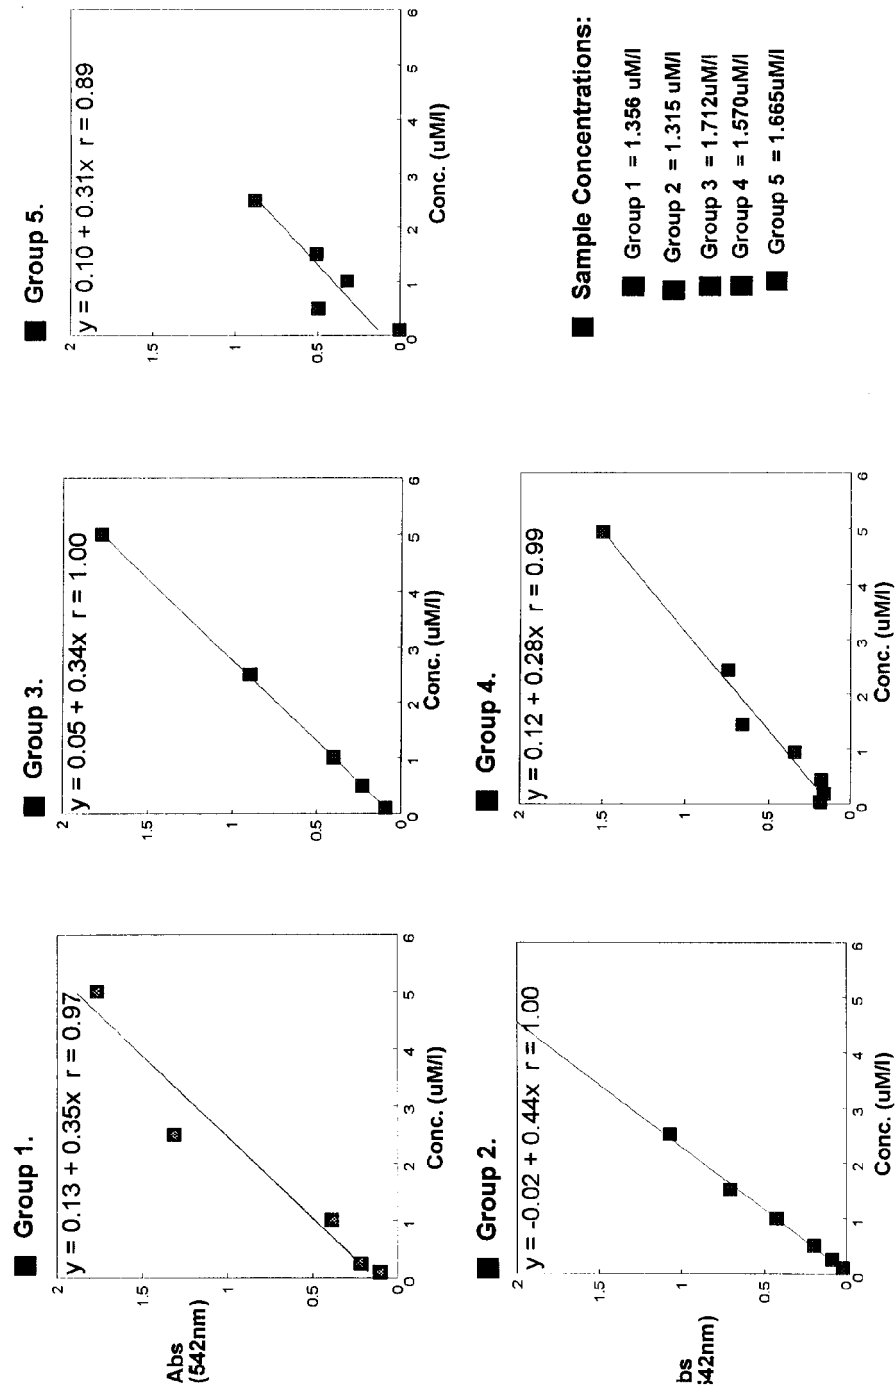 Group 1.
y = 0.13 + 0.35x r = 0.97
2
1.5
1
0.5
0
0 1 2 3 4 5 6
Abs
(542nm)
Conc. (uM/l)
Group 3.
y = 0.05 + 0.34x r = 1.00
2
1.5
1
0.5
0
0 1 2 3 4 5 6
Conc. (uM/l)
Group 5.
y = 0.10 + 0.31x r = 0.89
2
1.5
1
0.5
0
0 1 2 3 4 5 6
Conc. (uM/l)
Group 2.
y = -0.02 + 0.44x r = 1.00
2
1.5
1
0.5
0
0 1 2 3 4 5 6
bs
542nm)
Conc. (uM/l)
Group 4.
y = 0.12 + 0.28x r = 0.99
2
1.5
1
0.5
0
0 1 2 3 4 5 6
Conc. (uM/l)
Sample Concentrations:
Group 1 = 1.356 uM/l
Group 2 = 1.315 uM/l
Group 3 = 1.712uM/l
Group 4 = 1.570uM/l
Group 5 = 1.665uM/l